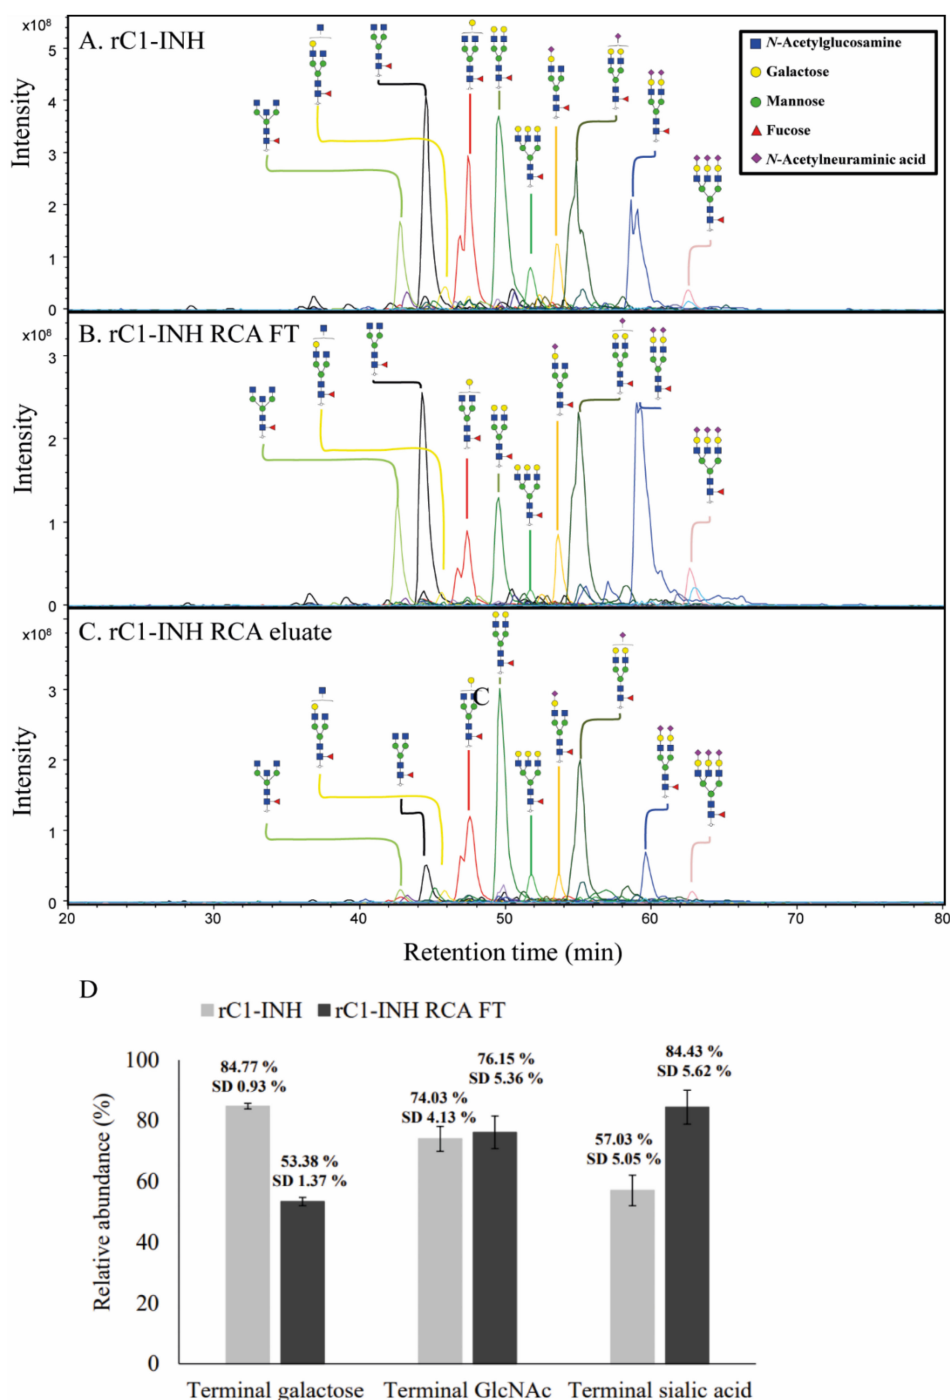 A. rC1-INH
x10⁸
5
4
3
2
1
0
Intensity
N-Acetylglucosamine
Galactose
Mannose
Fucose
N-Acetylneuraminic acid
B. rC1-INH RCA FT
x10⁸
3
2
1
0
Intensity
C. rC1-INH RCA eluate
C
x10⁸
3
2
1
0
Intensity
20 30 40 50 60 70 80
Retention time (min)
D
rC1-INH rC1-INH RCA FT
100
80
60
40
20
0
Relative abundance (%)
84.77 %
SD 0.93 %
53.38 %
SD 1.37 %
74.03 %
SD 4.13 %
76.15 %
SD 5.36 %
57.03 %
SD 5.05 %
84.43 %
SD 5.62 %
Terminal galactose Terminal GlcNAc Terminal sialic acid